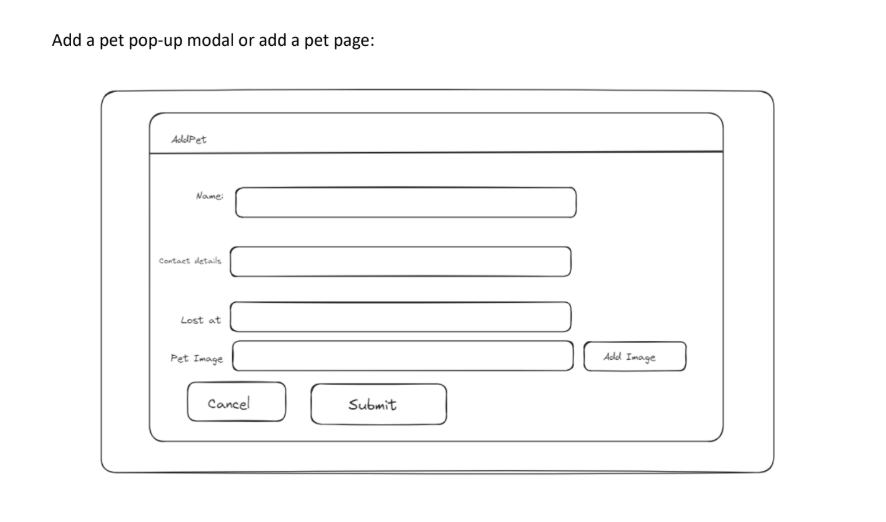 Add a pet pop-up modal or add a pet page:
AddPet
Name:
Contact details
Lost at
Pet Image
Add Image
Cancel
Submit